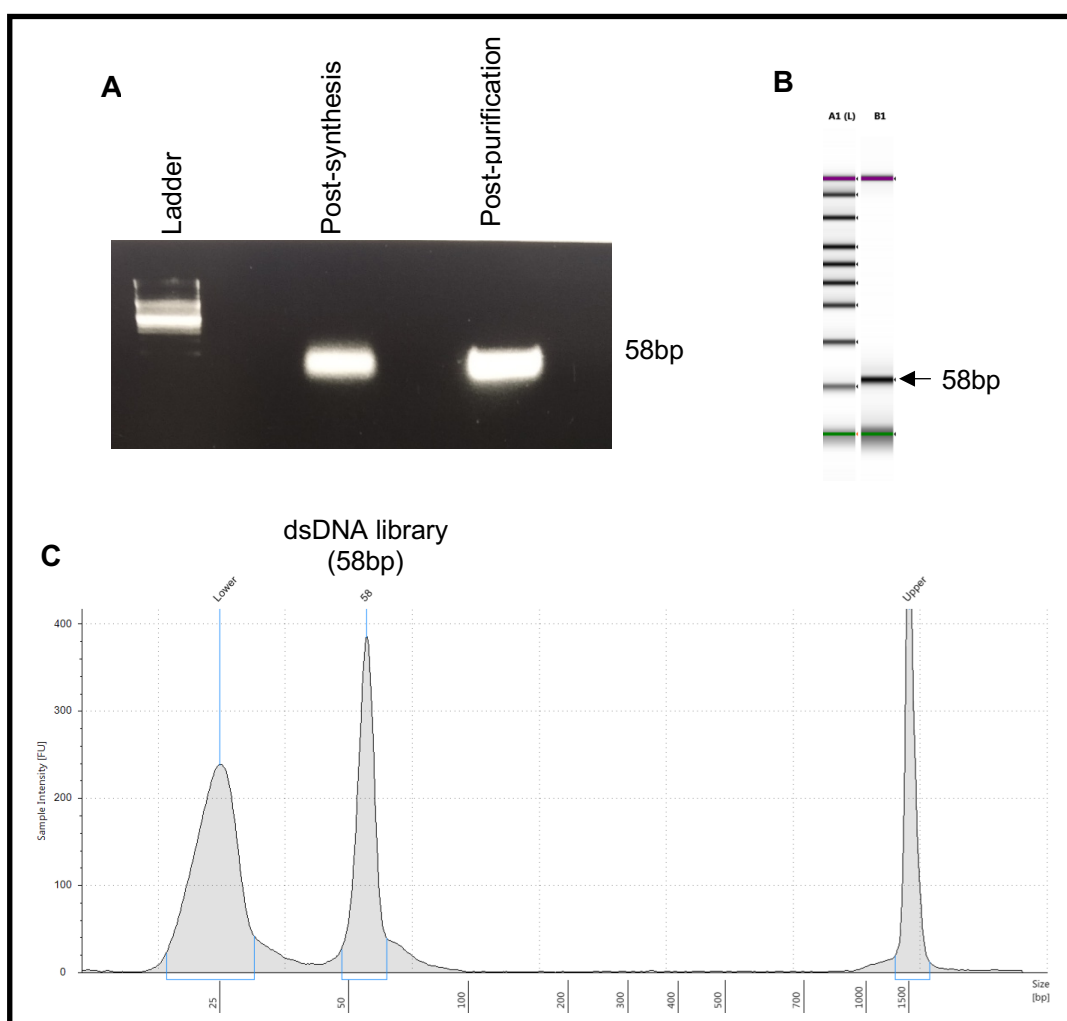 A
Ladder
Post-synthesis
Post-purification
58bp
B
A1 (L)
B1
58bp
C
dsDNA library
(58bp)
Lower
58
Upper
Sample Intensity [FU]
400
300
200
100
0
25
50
100
200
300
400
500
700
1000
1500
Size
[bp]